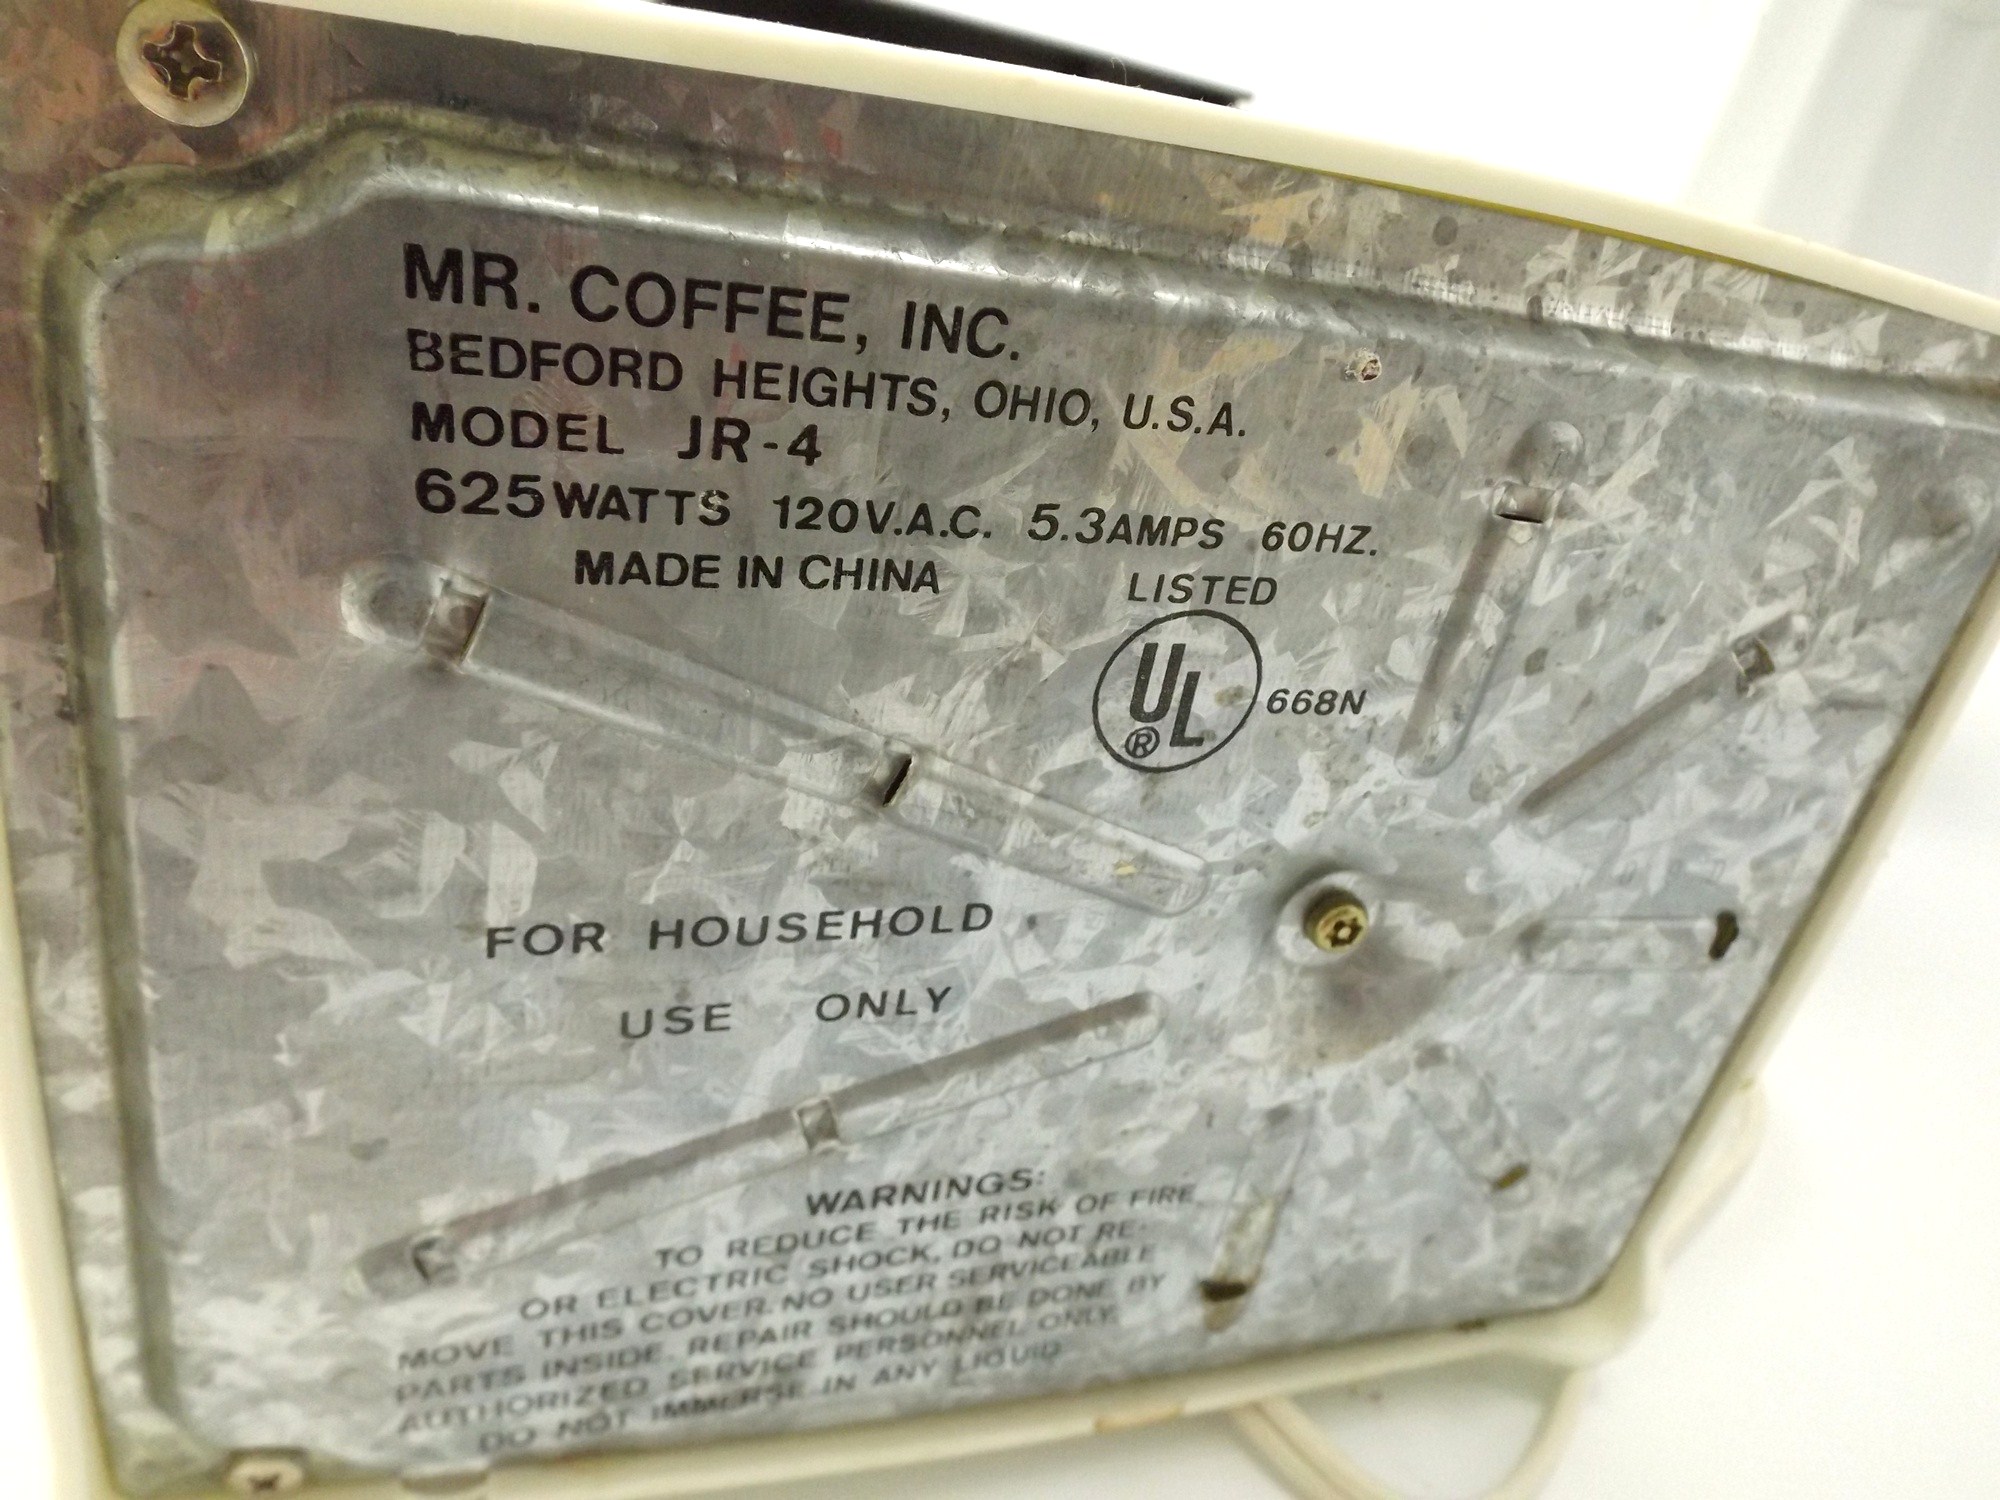 MR. COFFEE, INC.
BEDFORD HEIGHTS, OHIO, U.S.A.
MODEL JR-4
625 WATTS 120V.A.C. 5.3AMPS 60HZ.
MADE IN CHINA
LISTED
UL
®
668N
FOR HOUSEHOLD
USE ONLY
WARNINGS:
TO REDUCE THE RISK OF FIRE
OR ELECTRIC SHOCK, DO NOT RE-
MOVE THIS COVER. NO USER SERVICEABLE
PARTS INSIDE. REPAIR SHOULD BE DONE BY
AUTHORIZED SERVICE PERSONNEL ONLY.
DO NOT IMMERSE IN ANY LIQUID